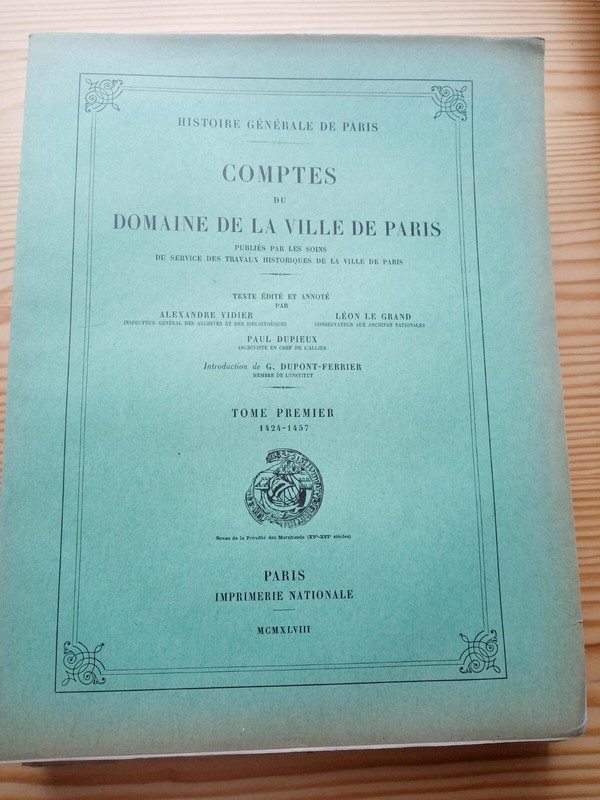 HISTOIRE GÉNÉRALE DE PARIS
COMPTES
DU
DOMAINE DE LA VILLE DE PARIS
PUBLIÉS PAR LES SOINS
DU SERVICE DES TRAVAUX HISTORIQUES DE LA VILLE DE PARIS
TEXTE ÉDITÉ ET ANNOTÉ
PAR
ALEXANDRE VIDIER
INSPECTEUR GÉNÉRAL DES ARCHIVES ET DES BIBLIOTHÈQUES
LÉON LE GRAND
CONSERVATEUR AUX ARCHIVES NATIONALES
PAUL DUPIEUX
ARCHIVISTE EN CHEF DE L'ALLIER
Introduction de G. DUPONT-FERRIER
MEMBRE DE L'INSTITUT
TOME PREMIER
1424-1457
Sceau de la Prévôté des Marchands (XVe-XVIe siècles)
PARIS
IMPRIMERIE NATIONALE
MCMXLVIII